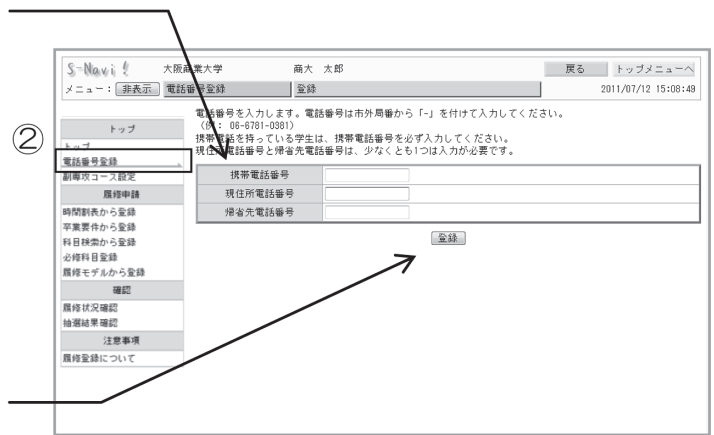 S-Navi! 大阪商業大学 商大 太郎 戻る トップメニューへ
メニュー： 非表示 電話番号登録 登録 2011/07/12 15:08:49
電話番号を入力します。電話番号は市外局番から「-」を付けて入力してください。
（例： 06-6781-0381）
携帯電話を持っている学生は、携帯電話番号を必ず入力してください。
現住所電話番号と帰省先電話番号は、少なくとも1つは入力が必要です。
②
トップ
トップ
電話番号登録
副専攻コース設定
履修申請
時間割表から登録
卒業要件から登録
科目検索から登録
必修科目登録
履修モデルから登録
確認
履修状況確認
抽選結果確認
注意事項
履修登録について
携帯電話番号
現住所電話番号
帰省先電話番号
登録